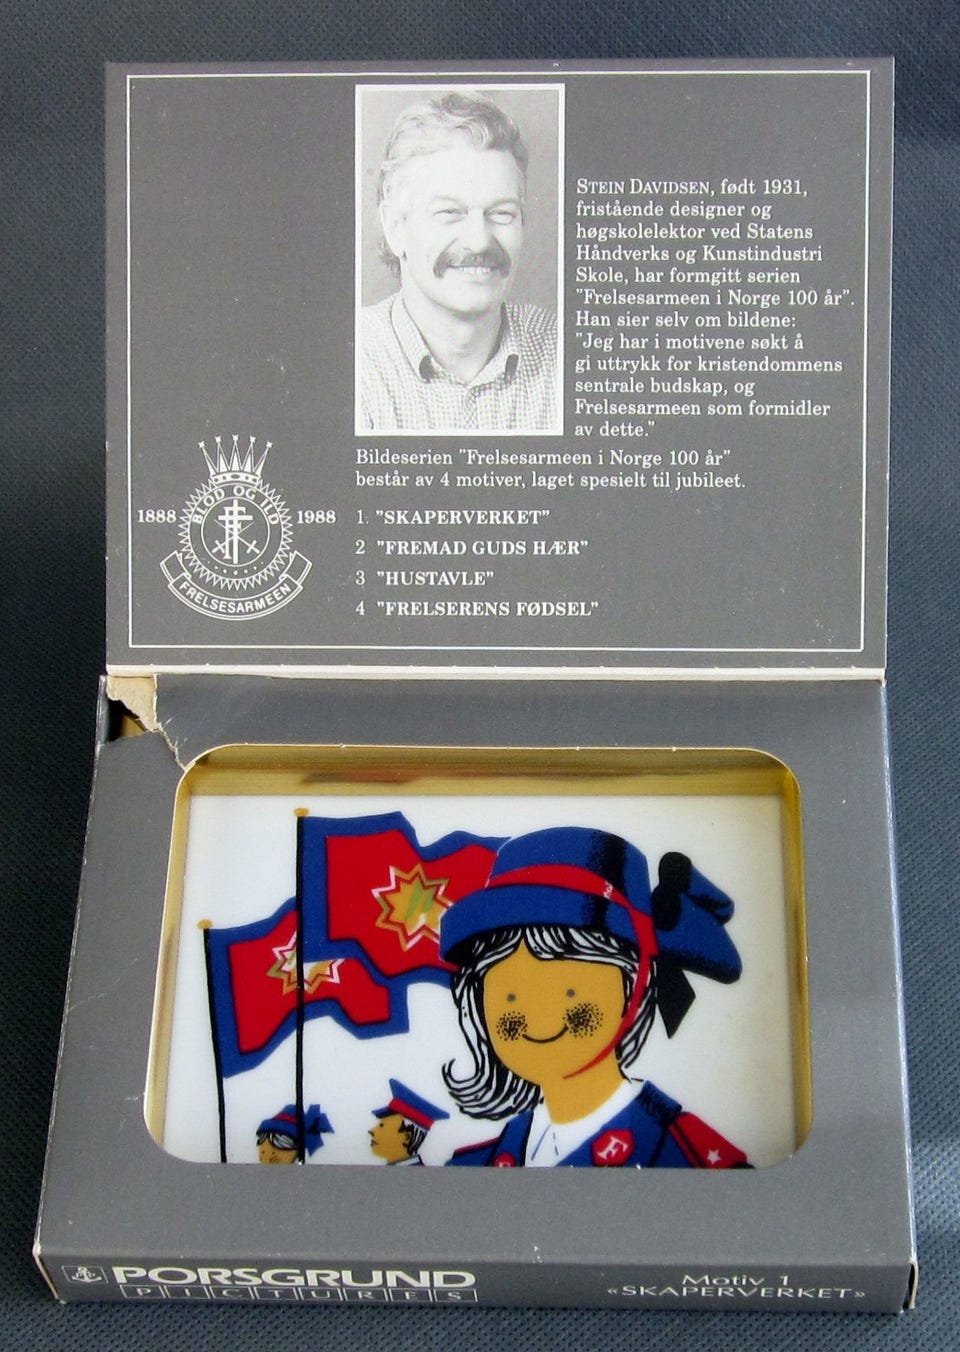 STEIN DAVIDSEN, født 1931,
fristående designer og
høgskolelektor ved Statens
Håndverks og Kunstindustri
Skole, har formgitt serien
"Frelsesarmeen i Norge 100 år".
Han sier selv om bildene:
"Jeg har i motivene søkt å
gi uttrykk for kristendommens
sentrale budskap, og
Frelsesarmeen som formidler
av dette."
Bildeserien "Frelsesarmeen i Norge 100 år"
består av 4 motiver, laget spesielt til jubileet.
1. "SKAPERVERKET"
2 "FREMAD GUDS HÆR"
3 "HUSTAVLE"
4 "FRELSERENS FØDSEL"
BLOD OG ILD
1888 1988
FRELSESARMEEN
F
F
PORSGRUND
PICTURES
Motiv 1
«SKAPERVERKET»